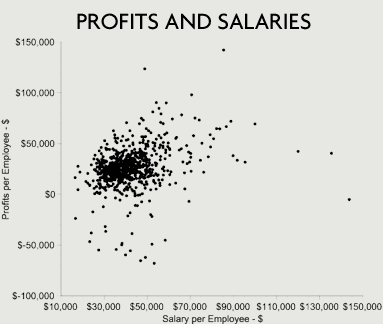 PROFITS AND SALARIES
$150,000
$100,000
$50,000
$0
$-50,000
$-100,000
Profits per Employee - $
$10,000 $30,000 $50,000 $70,000 $90,000 $110,000 $130,000 $150,000
Salary per Employee - $